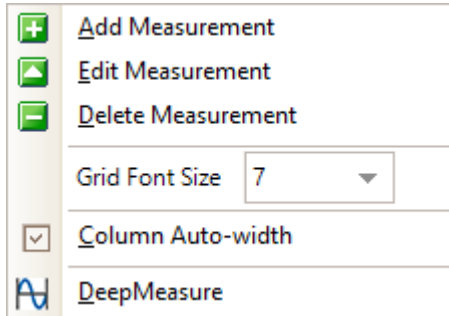 Add Measurement
Edit Measurement
Delete Measurement
Grid Font Size 7
Column Auto-width
DeepMeasure